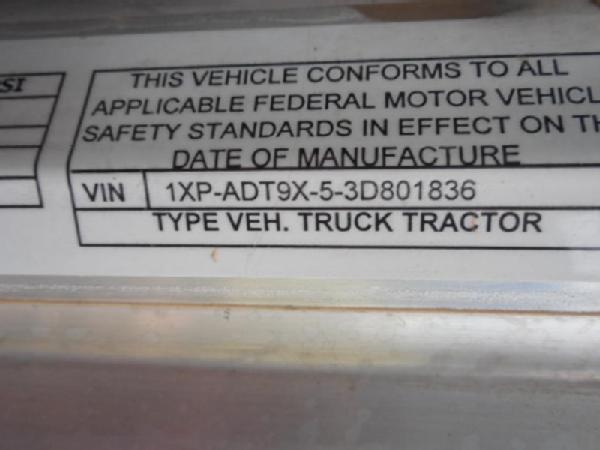 SI
THIS VEHICLE CONFORMS TO ALL
APPLICABLE FEDERAL MOTOR VEHICL
SAFETY STANDARDS IN EFFECT ON TH
DATE OF MANUFACTURE
VIN 1XP-ADT9X-5-3D801836
TYPE VEH. TRUCK TRACTOR